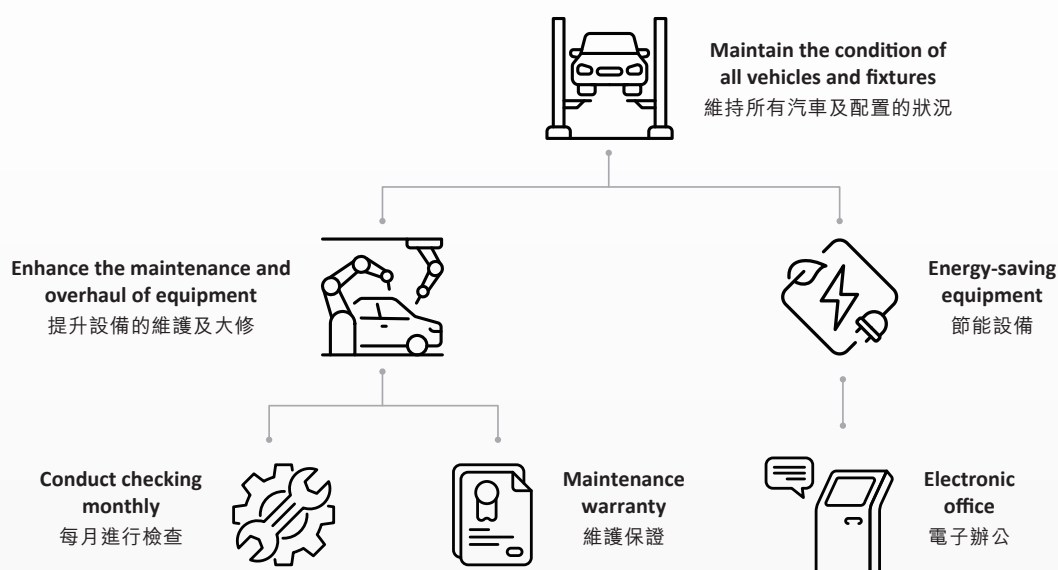 Maintain the condition of
all vehicles and fixtures
維持所有汽車及配置的狀況
Enhance the maintenance and
overhaul of equipment
提升設備的維護及大修
Energy-saving
equipment
節能設備
Conduct checking
monthly
每月進行檢查
Maintenance
warranty
維護保證
Electronic
office
電子辦公